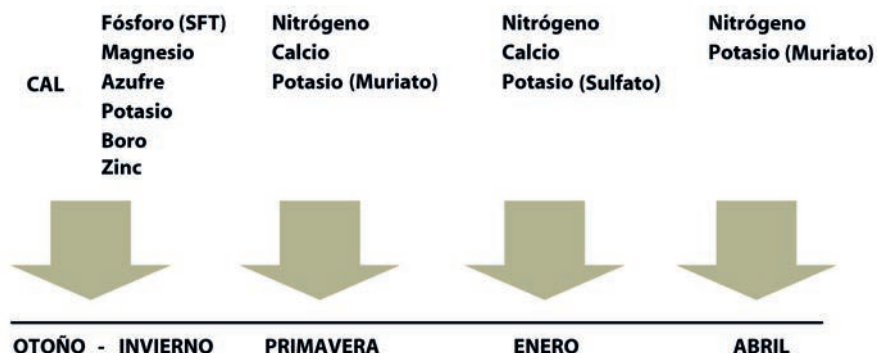 CAL
Fósforo (SFT)
Magnesio
Azufre
Potasio
Boro
Zinc
Nitrógeno
Calcio
Potasio (Muriato)
Nitrógeno
Calcio
Potasio (Sulfato)
Nitrógeno
Potasio (Muriato)
OTOÑO - INVIERNO
PRIMAVERA
ENERO
ABRIL